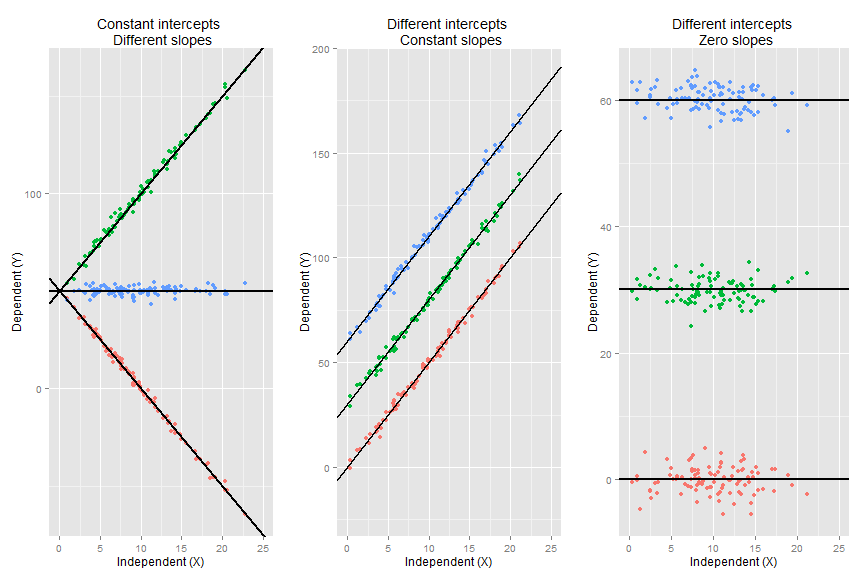 Constant intercepts
Different slopes
Dependent (Y)
100
0
0 5 10 15 20 25
Independent (X)
Different intercepts
Constant slopes
Dependent (Y)
200
150
100
50
0
0 5 10 15 20 25
Independent (X)
Different intercepts
Zero slopes
Dependent (Y)
60
40
20
0
0 5 10 15 20 25
Independent (X)